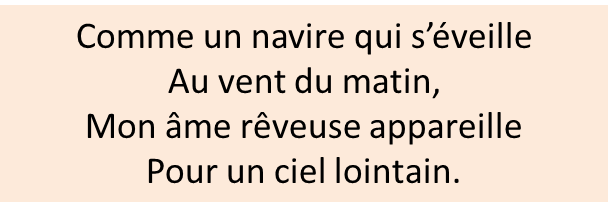 Comme un navire qui s’éveille
Au vent du matin,
Mon âme rêveuse appareille
Pour un ciel lointain.